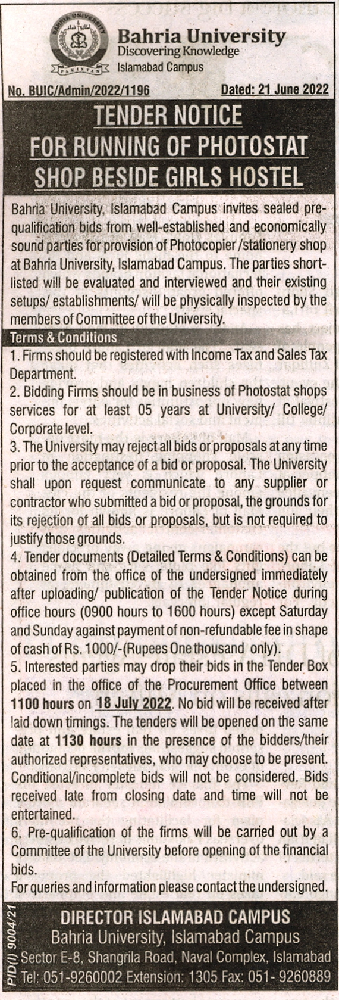 BAHRIA UNIVERSITY
PAKISTAN
Bahria University
Discovering Knowledge
Islamabad Campus
No. BUIC/Admin/2022/1196 Dated: 21 June 2022
TENDER NOTICE
FOR RUNNING OF PHOTOSTAT
SHOP BESIDE GIRLS HOSTEL
Bahria University, Islamabad Campus invites sealed pre-
qualification bids from well-established and economically
sound parties for provision of Photocopier /stationery shop
at Bahria University, Islamabad Campus. The parties short-
listed will be evaluated and interviewed and their existing
setups/ establishments/ will be physically inspected by the
members of Committee of the University.
Terms & Conditions
1. Firms should be registered with Income Tax and Sales Tax
Department.
2. Bidding Firms should be in business of Photostat shops
services for at least 05 years at University/ College/
Corporate level.
3. The University may reject all bids or proposals at any time
prior to the acceptance of a bid or proposal. The University
shall upon request communicate to any supplier or
contractor who submitted a bid or proposal, the grounds for
its rejection of all bids or proposals, but is not required to
justify those grounds.
4. Tender documents (Detailed Terms & Conditions) can be
obtained from the office of the undersigned immediately
after uploading/ publication of the Tender Notice during
office hours (0900 hours to 1600 hours) except Saturday
and Sunday against payment of non-refundable fee in shape
of cash of Rs. 1000/-(Rupees One thousand only).
5. Interested parties may drop their bids in the Tender Box
placed in the office of the Procurement Office between
1100 hours on 18 July 2022. No bid will be received after
laid down timings. The tenders will be opened on the same
date at 1130 hours in the presence of the bidders/their
authorized representatives, who may choose to be present.
Conditional/incomplete bids will not be considered. Bids
received late from closing date and time will not be
entertained.
6. Pre-qualification of the firms will be carried out by a
Committee of the University before opening of the financial
bids.
For queries and information please contact the undersigned.
PID(I) 9004/21
DIRECTOR ISLAMABAD CAMPUS
Bahria University, Islamabad Campus
Sector E-8, Shangrila Road, Naval Complex, Islamabad
Tel: 051-9260002 Extension: 1305 Fax: 051- 9260889